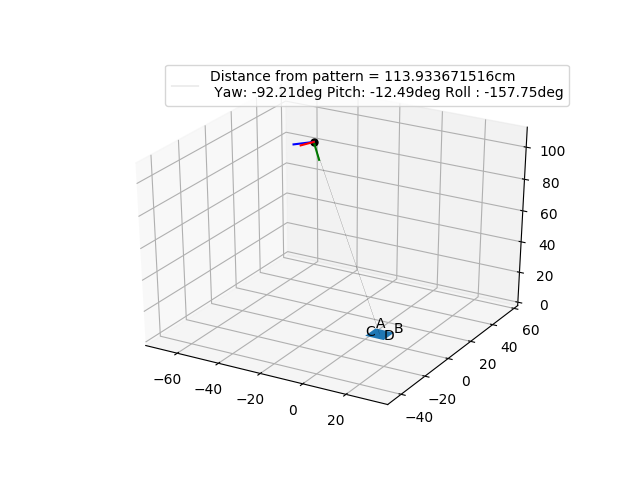 Distance from pattern = 113.933671516cm
Yaw: -92.21deg Pitch: -12.49deg Roll : -157.75deg
100
80
60
40
20
0
A
B
C
D
60
40
20
0
−20
−40
−60
−40
−20
0
20